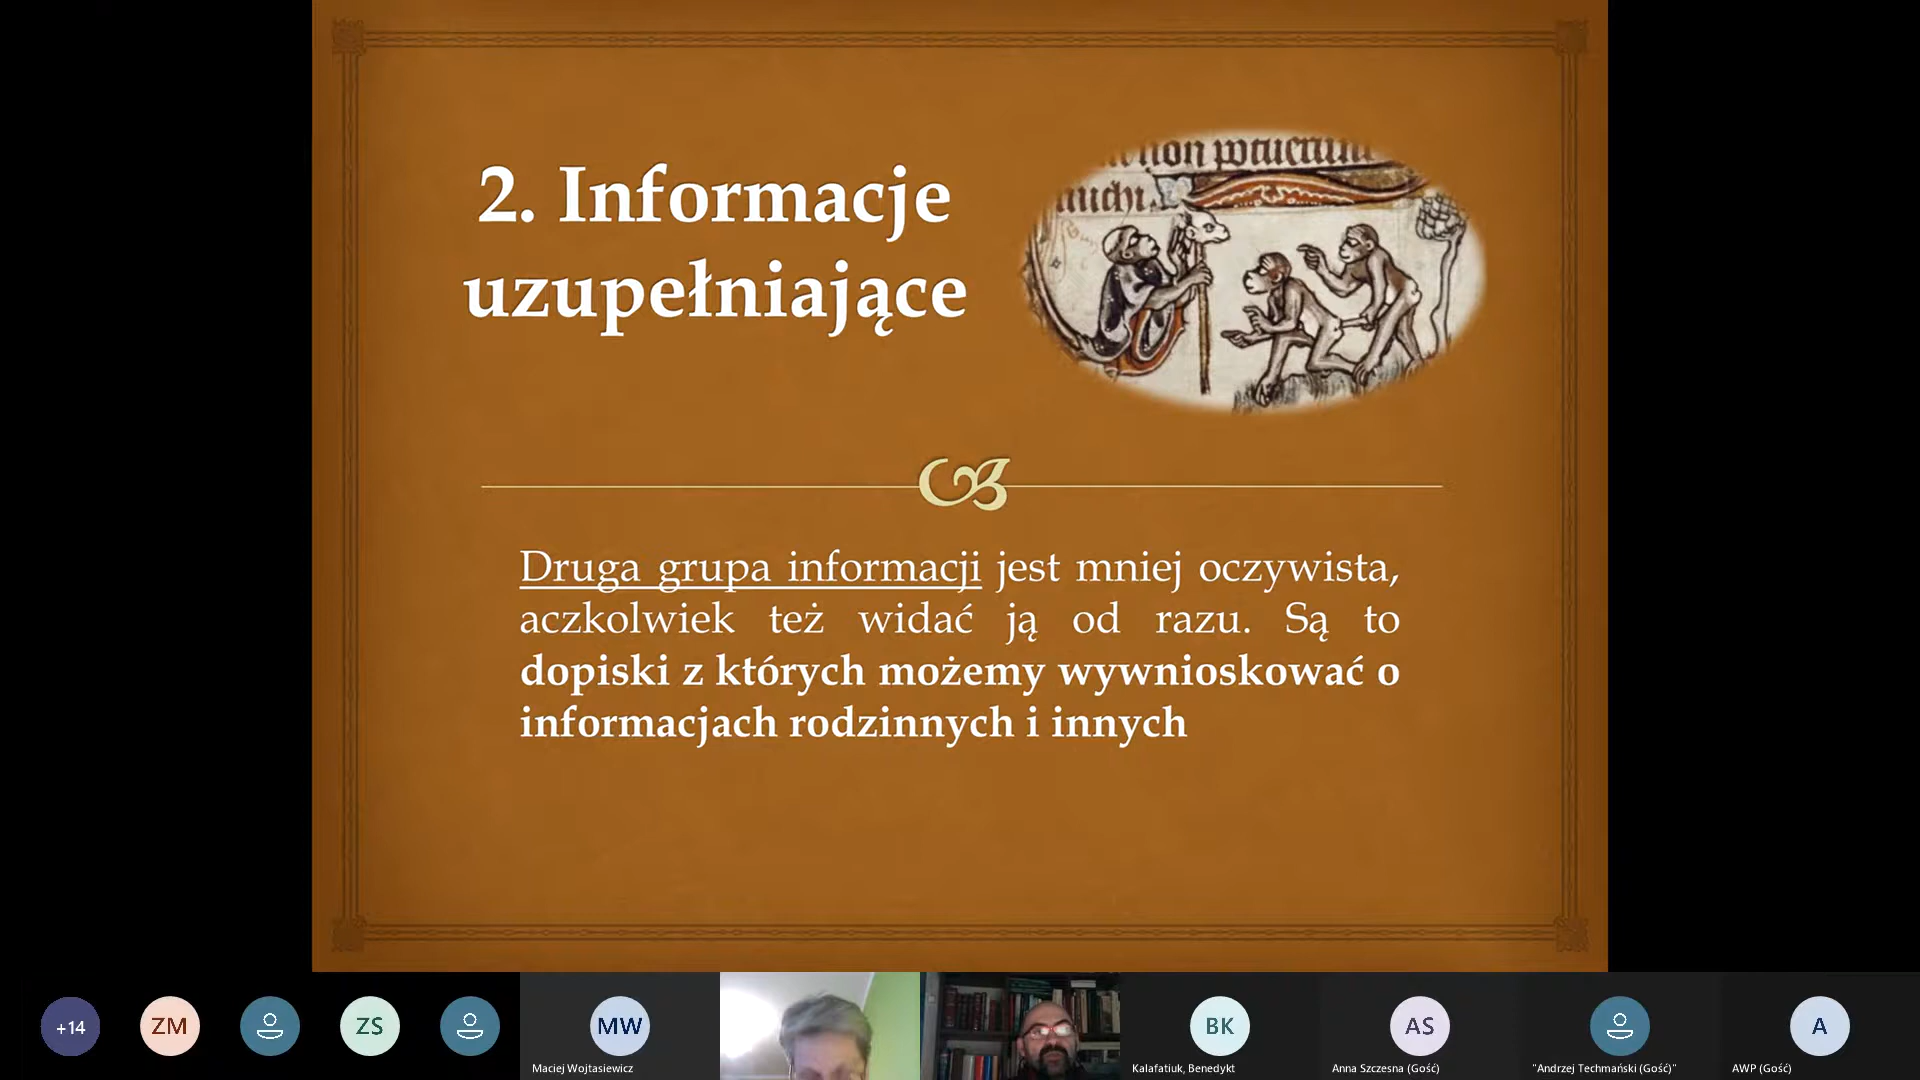 2. Informacje
uzupełniające
Druga grupa informacji jest mniej oczywista,
aczkolwiek też widać ją od razu. Są to
dopiski z których możemy wywnioskować o
informacjach rodzinnych i innych
+14
ZM
ZS
MW
Maciej Wojtasiewicz
BK
Kalafatiuk, Benedykt
AS
Anna Szczesna (Gość)
"Andrzej Techmański (Gość)"
A
AWP (Gość)